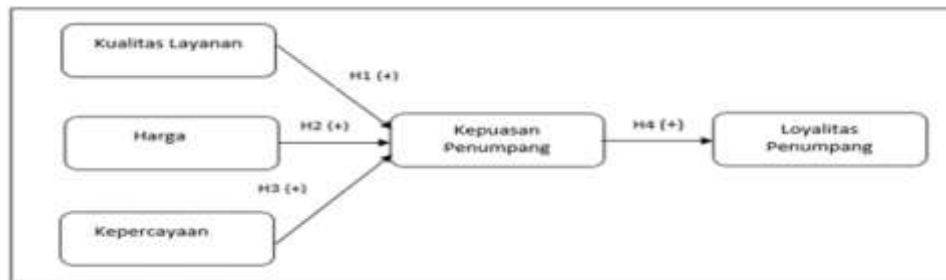 Kualitas Layanan
H1 (+)
Harga
H2 (+)
Kepuasan
Penumpang
H4 (+)
Loyalitas
Penumpang
H3 (+)
Kepercayaan